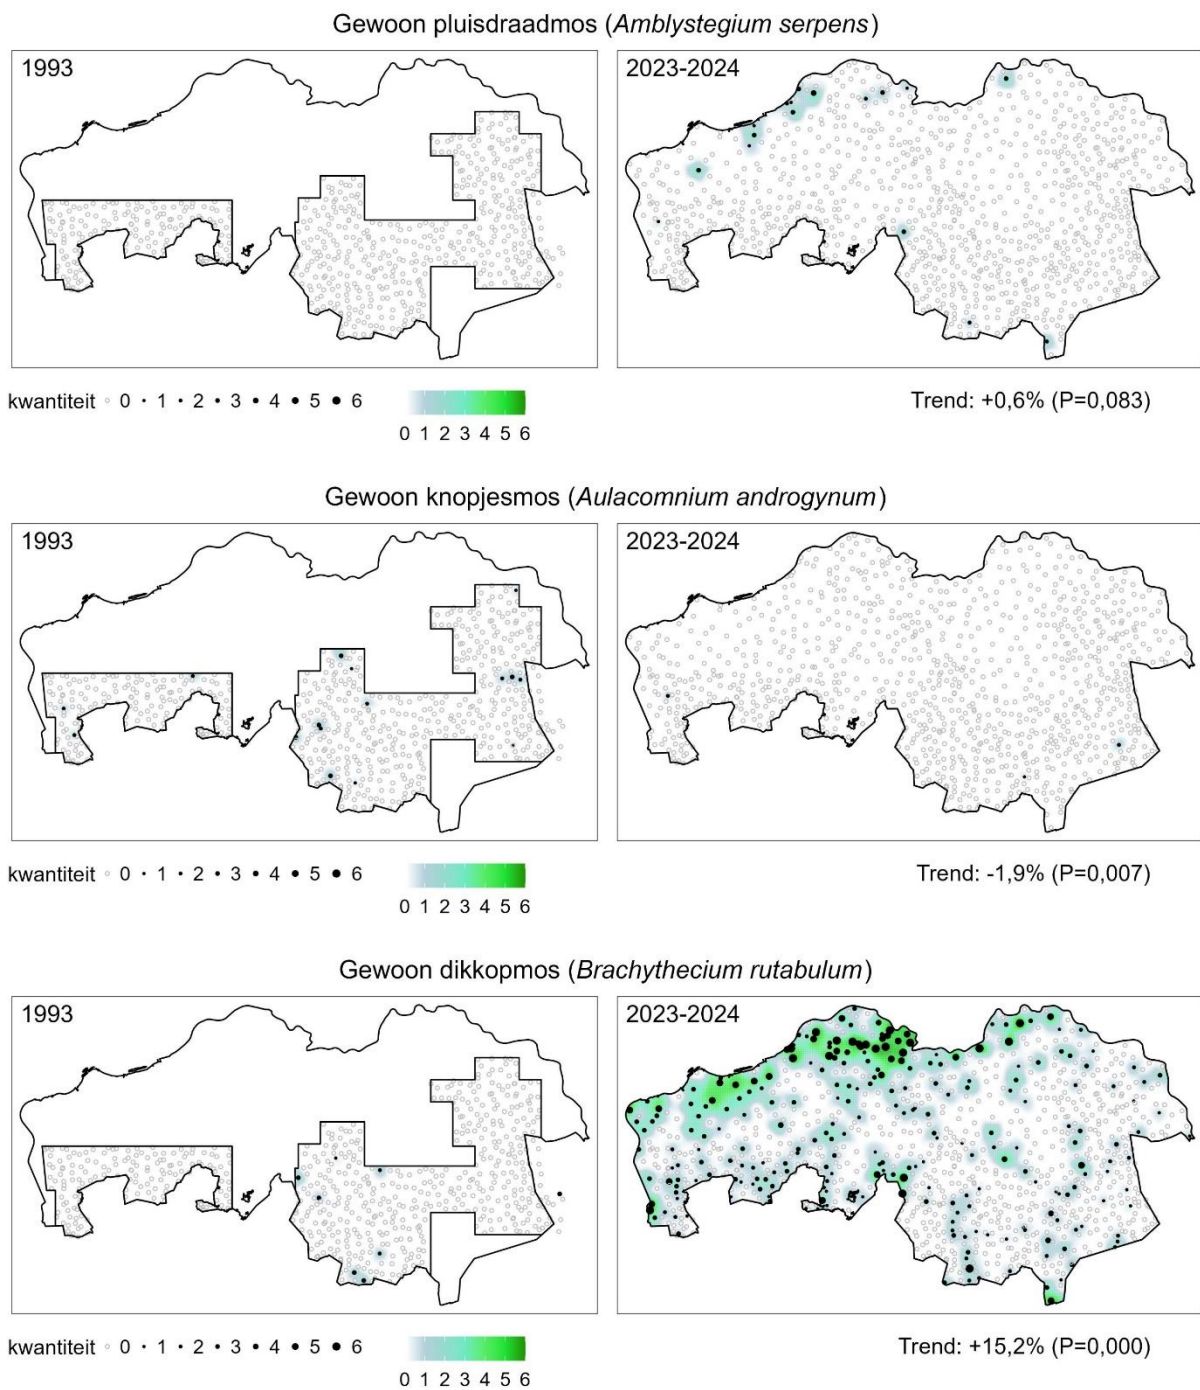 Gewoon pluisdraadmos (Amblystegium serpens)
1993
2023-2024
kwantiteit 0 1 2 3 4 5 6
0 1 2 3 4 5 6
Trend: +0,6% (P=0,083)
Gewoon knopjesmos (Aulacomnium androgynum)
1993
2023-2024
kwantiteit 0 1 2 3 4 5 6
0 1 2 3 4 5 6
Trend: -1,9% (P=0,007)
Gewoon dikkopmos (Brachythecium rutabulum)
1993
2023-2024
kwantiteit 0 1 2 3 4 5 6
0 1 2 3 4 5 6
Trend: +15,2% (P=0,000)